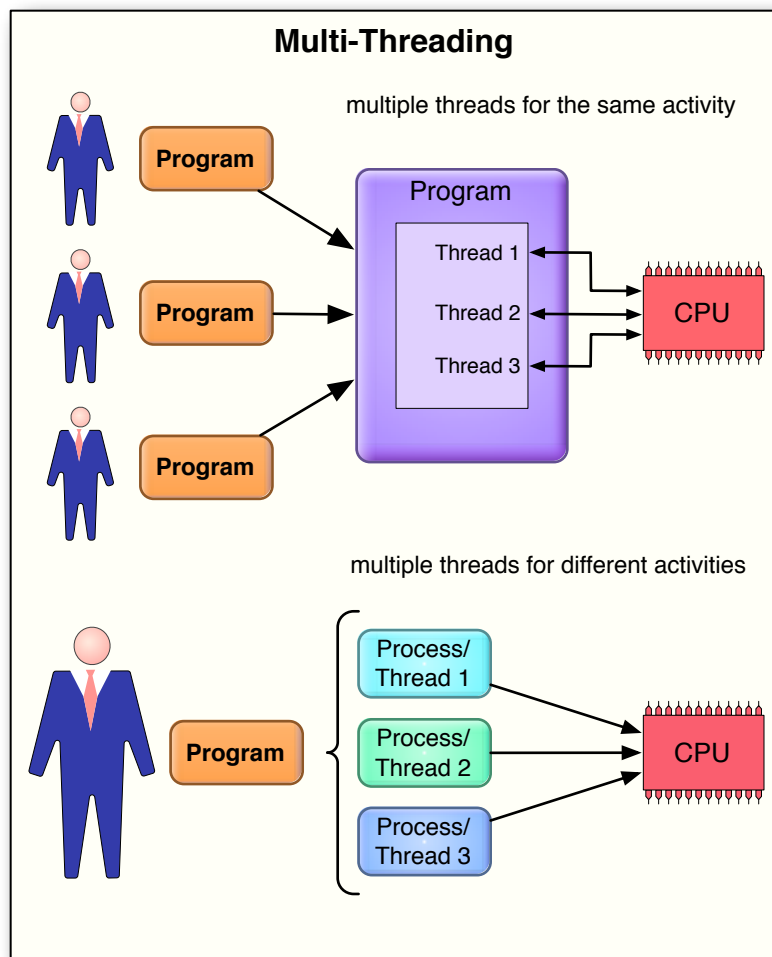 Multi-Threading
multiple threads for the same activity
Program
Program
Program
Program
Thread 1
Thread 2
Thread 3
CPU
multiple threads for different activities
Program
Process/
Thread 1
Process/
Thread 2
Process/
Thread 3
CPU